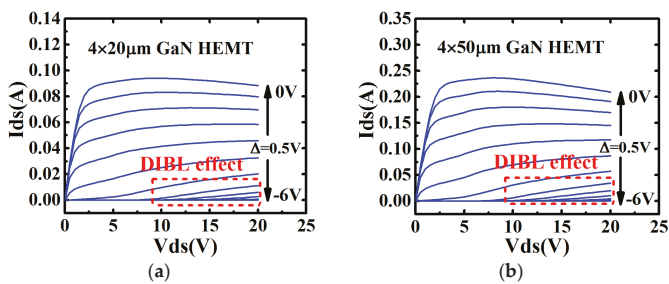 0.14
0.12
0.10
0.08
0.06
0.04
0.02
0.00
Ids(A)
4×20μm GaN HEMT
0V
Δ=0.5V
DIBL effect
-6V
0 5 10 15 20 25
Vds(V)
(a)
0.35
0.30
0.25
0.20
0.15
0.10
0.05
0.00
Ids(A)
4×50μm GaN HEMT
0V
Δ=0.5V
DIBL effect
-6V
0 5 10 15 20 25
Vds(V)
(b)